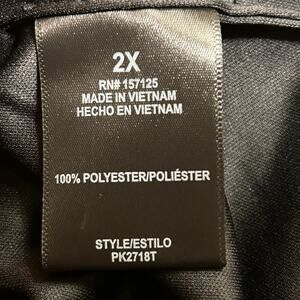 2X
RN# 157125
MADE IN VIETNAM
HECHO EN VIETNAM
100% POLYESTER/POLIÉSTER
STYLE/ESTILO
PK2718T